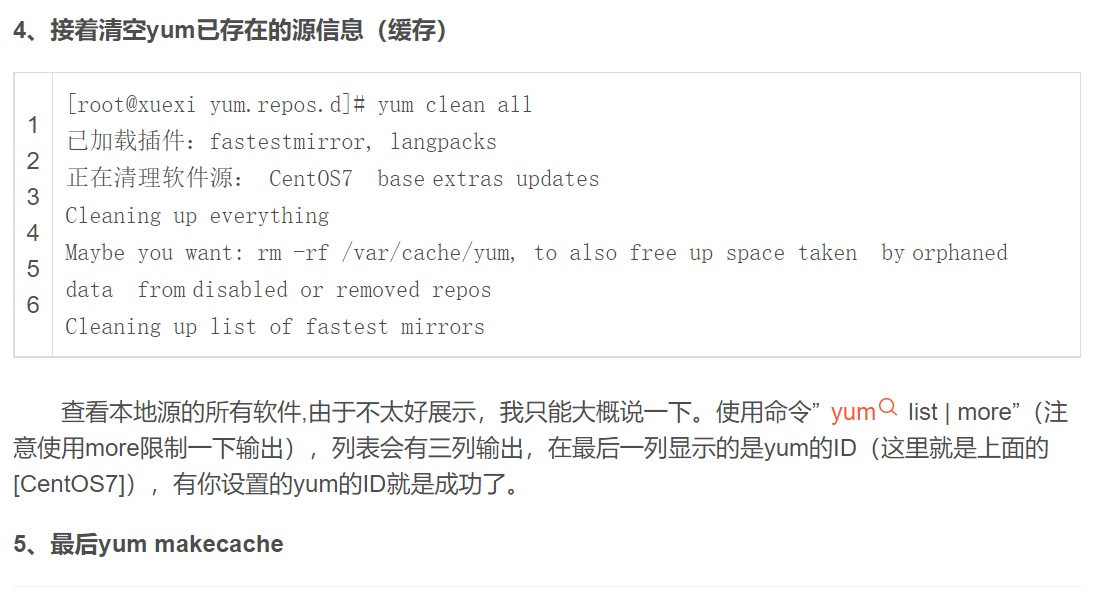 4、接着清空yum已存在的源信息（缓存）
1
2
3
4
5
6
[root@xuexi yum.repos.d]# yum clean all
已加载插件：fastestmirror, langpacks
正在清理软件源： CentOS7 base extras updates
Cleaning up everything
Maybe you want: rm -rf /var/cache/yum, to also free up space taken by orphaned
data from disabled or removed repos
Cleaning up list of fastest mirrors
查看本地源的所有软件,由于不太好展示，我只能大概说一下。使用命令” yum list | more”（注
意使用more限制一下输出），列表会有三列输出，在最后一列显示的是yum的ID（这里就是上面的
[CentOS7]），有你设置的yum的ID就是成功了。
5、最后yum makecache